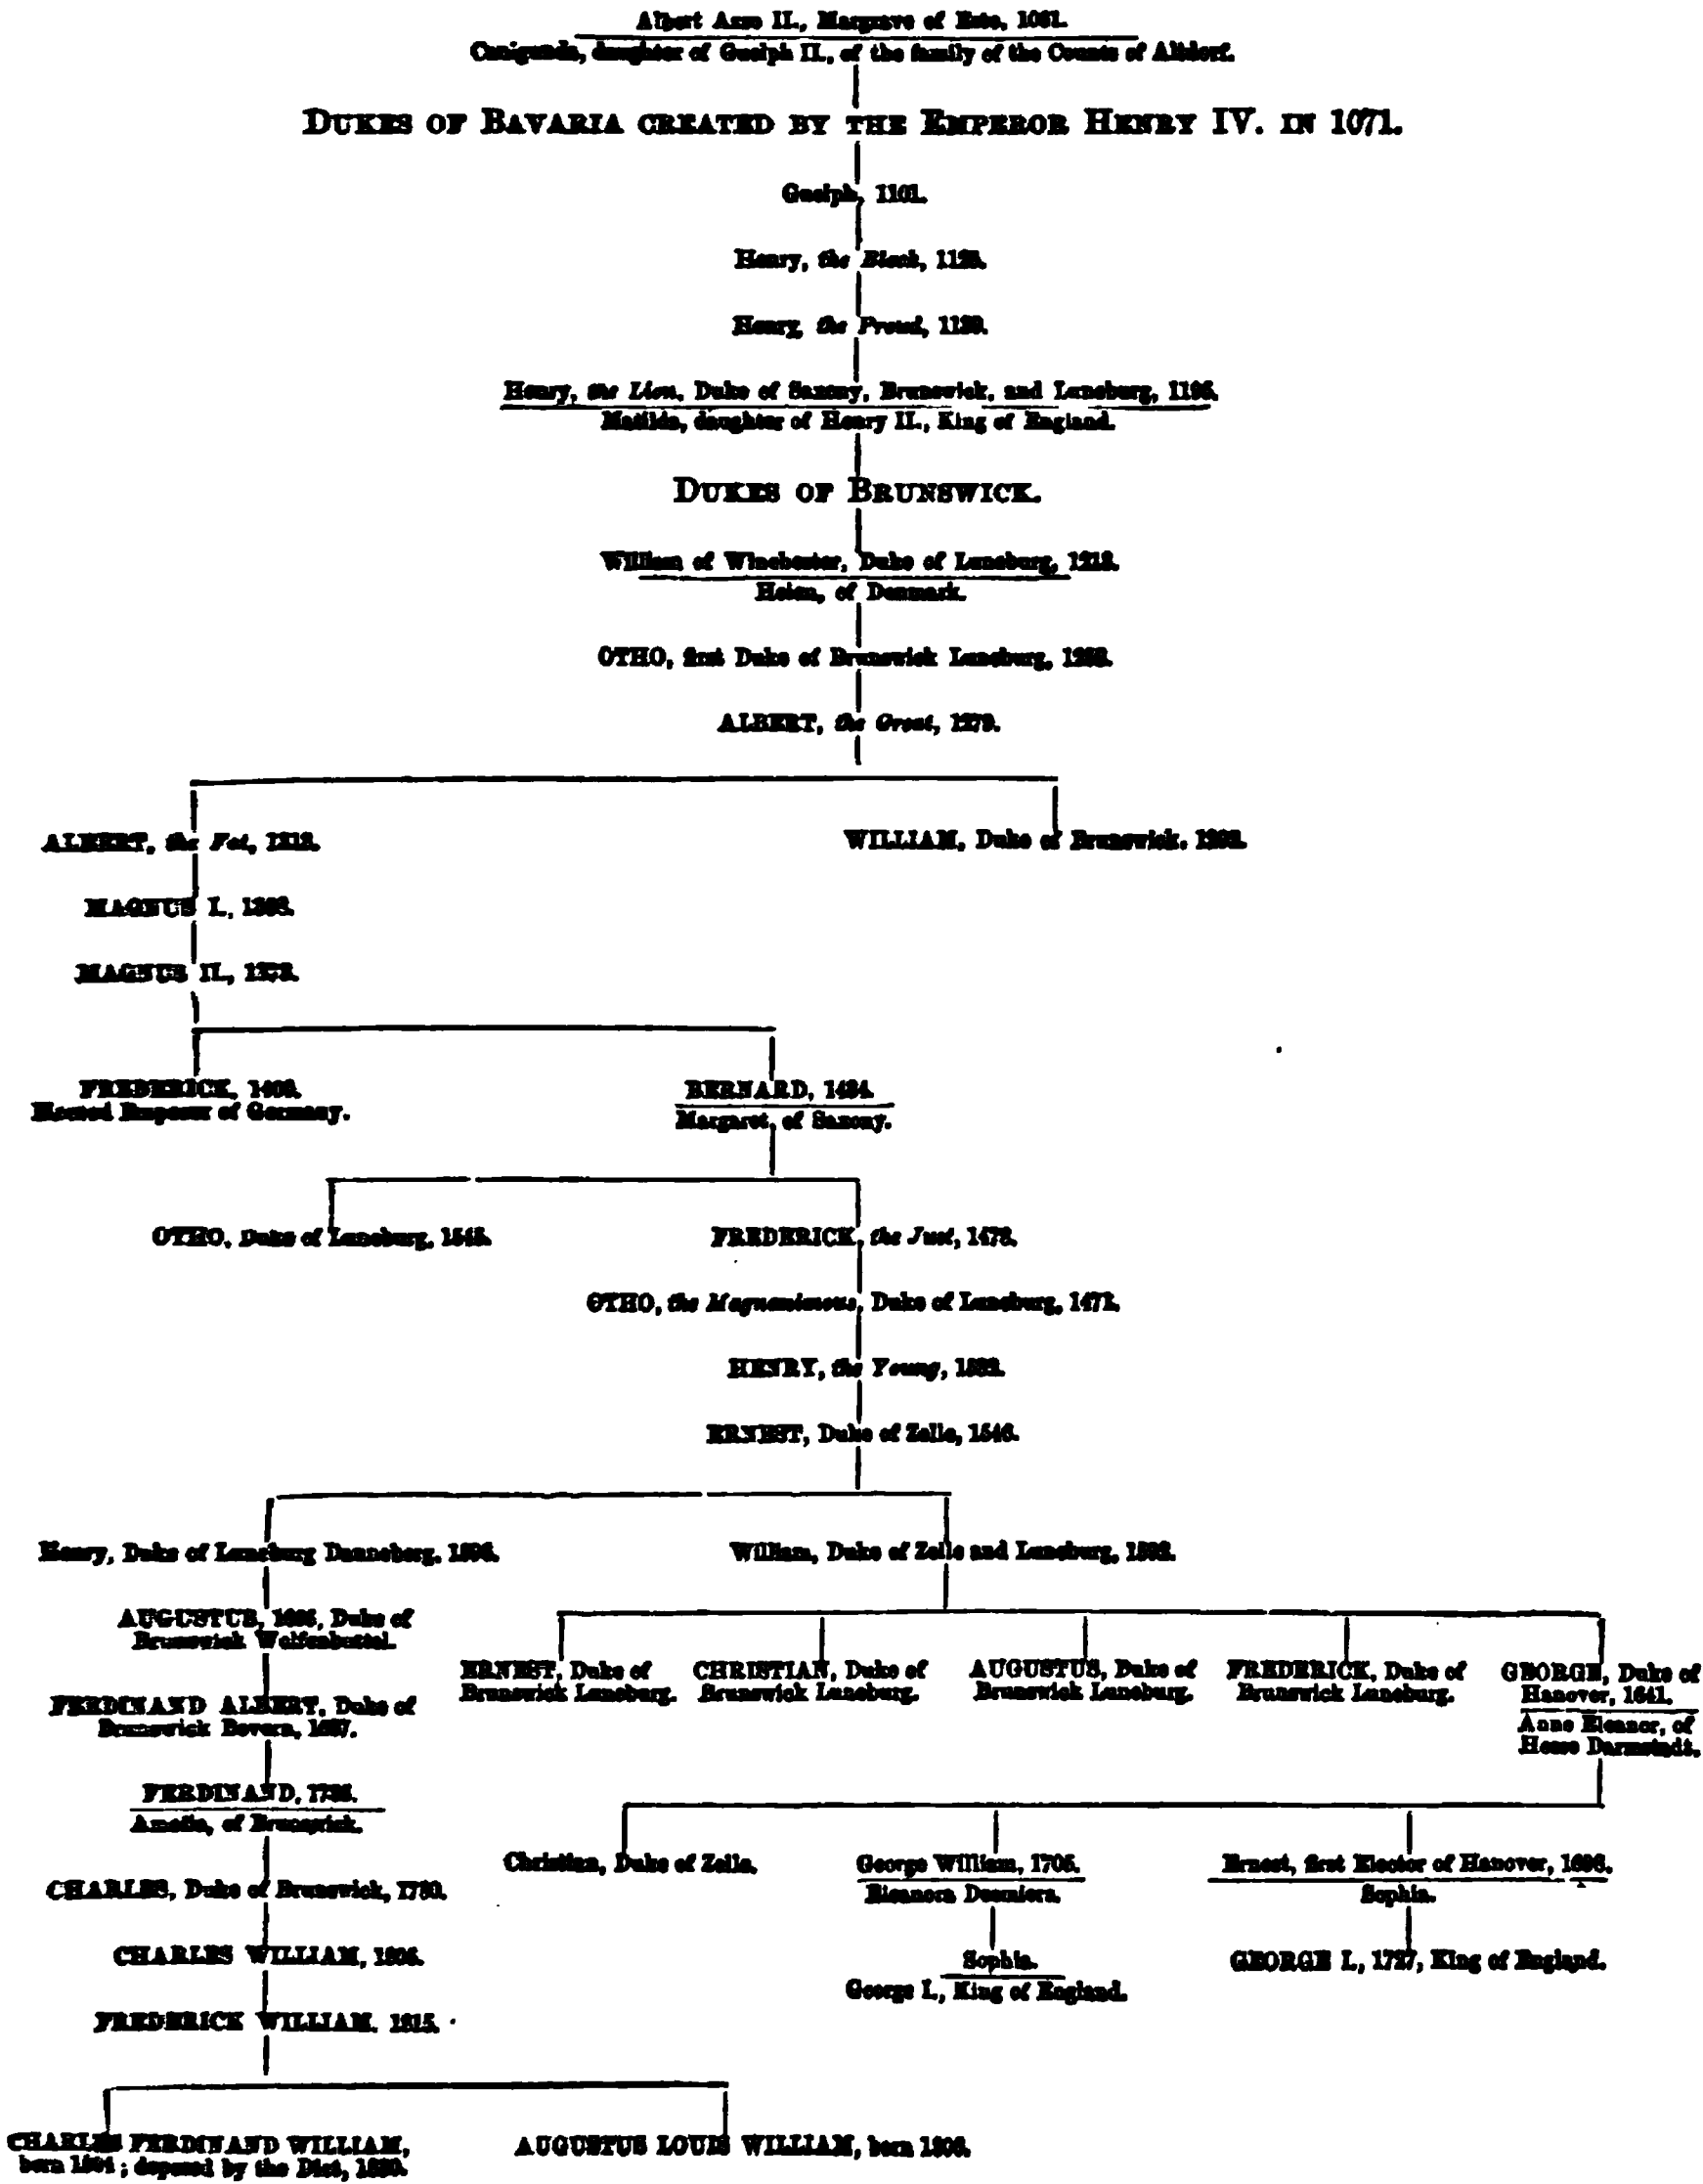 Albert Azzo II., Margrave of Este, 1061.
Cunigunda, daughter of Guelph II., of the family of the Counts of Altdorf.
DUKES OF BAVARIA CREATED BY THE EMPEROR HENRY IV. IN 1071.
Guelph, 1101.
Henry, the Black, 1125.
Henry, the Proud, 1139.
Henry, the Lion, Duke of Saxony, Brunswick, and Luneburg, 1195.
Matilda, daughter of Henry II., King of England.
DUKES OF BRUNSWICK.
William of Winchester, Duke of Luneburg, 1213.
Helen, of Denmark.
OTHO, first Duke of Brunswick Luneburg, 1252.
ALBERT, the Great, 1279.
ALBERT, the Fat, WILLIAM, Duke of Brunswick, 1292.
MAGNUS I.,
MAGNUS II., 1373.
FREDERICK, 1400. BERNARD, 1434.
Elected Emperor of Germany. Margaret, of Saxony.
OTHO, Duke of Luneburg, FREDERICK, the Just, 1478.
OTHO, the Magnanimous, Duke of Luneburg, 1471.
HENRY, the Young, 1532.
ERNEST, Duke of Zelle, 1546.
Henry, Duke of Luneburg Danneberg, William, Duke of Zelle and Luneburg, 1592.
AUGUSTUS, 1666, Duke of
Brunswick Wolfenbuttel.
ERNEST, Duke of
Brunswick Luneburg.
CHRISTIAN, Duke of
Brunswick Luneburg.
AUGUSTUS, Duke of
Brunswick Luneburg.
FREDERICK, Duke of
Brunswick Luneburg.
GEORGE, Duke of
Hanover, 1641.
Anne Eleanor, of
Hesse Darmstadt.
FERDINAND ALBERT, Duke of
Brunswick Bevern, 1687.
FERDINAND, 1735.
Amelia, of Brunswick.
Christian, Duke of Zelle.
George William, 1705.
Eleanora Desmiers.
Ernest, first Elector of Hanover, 1698.
Sophia.
CHARLES, Duke of Brunswick, 1780.
CHARLES WILLIAM, 1806.
Sophia.
George I., King of England.
GEORGE I., 1727, King of England.
FREDERICK WILLIAM, 1815.
CHARLES FERDINAND WILLIAM,
born 1804; deposed by the Diet, 1830.
AUGUSTUS LOUIS WILLIAM, born 1806.